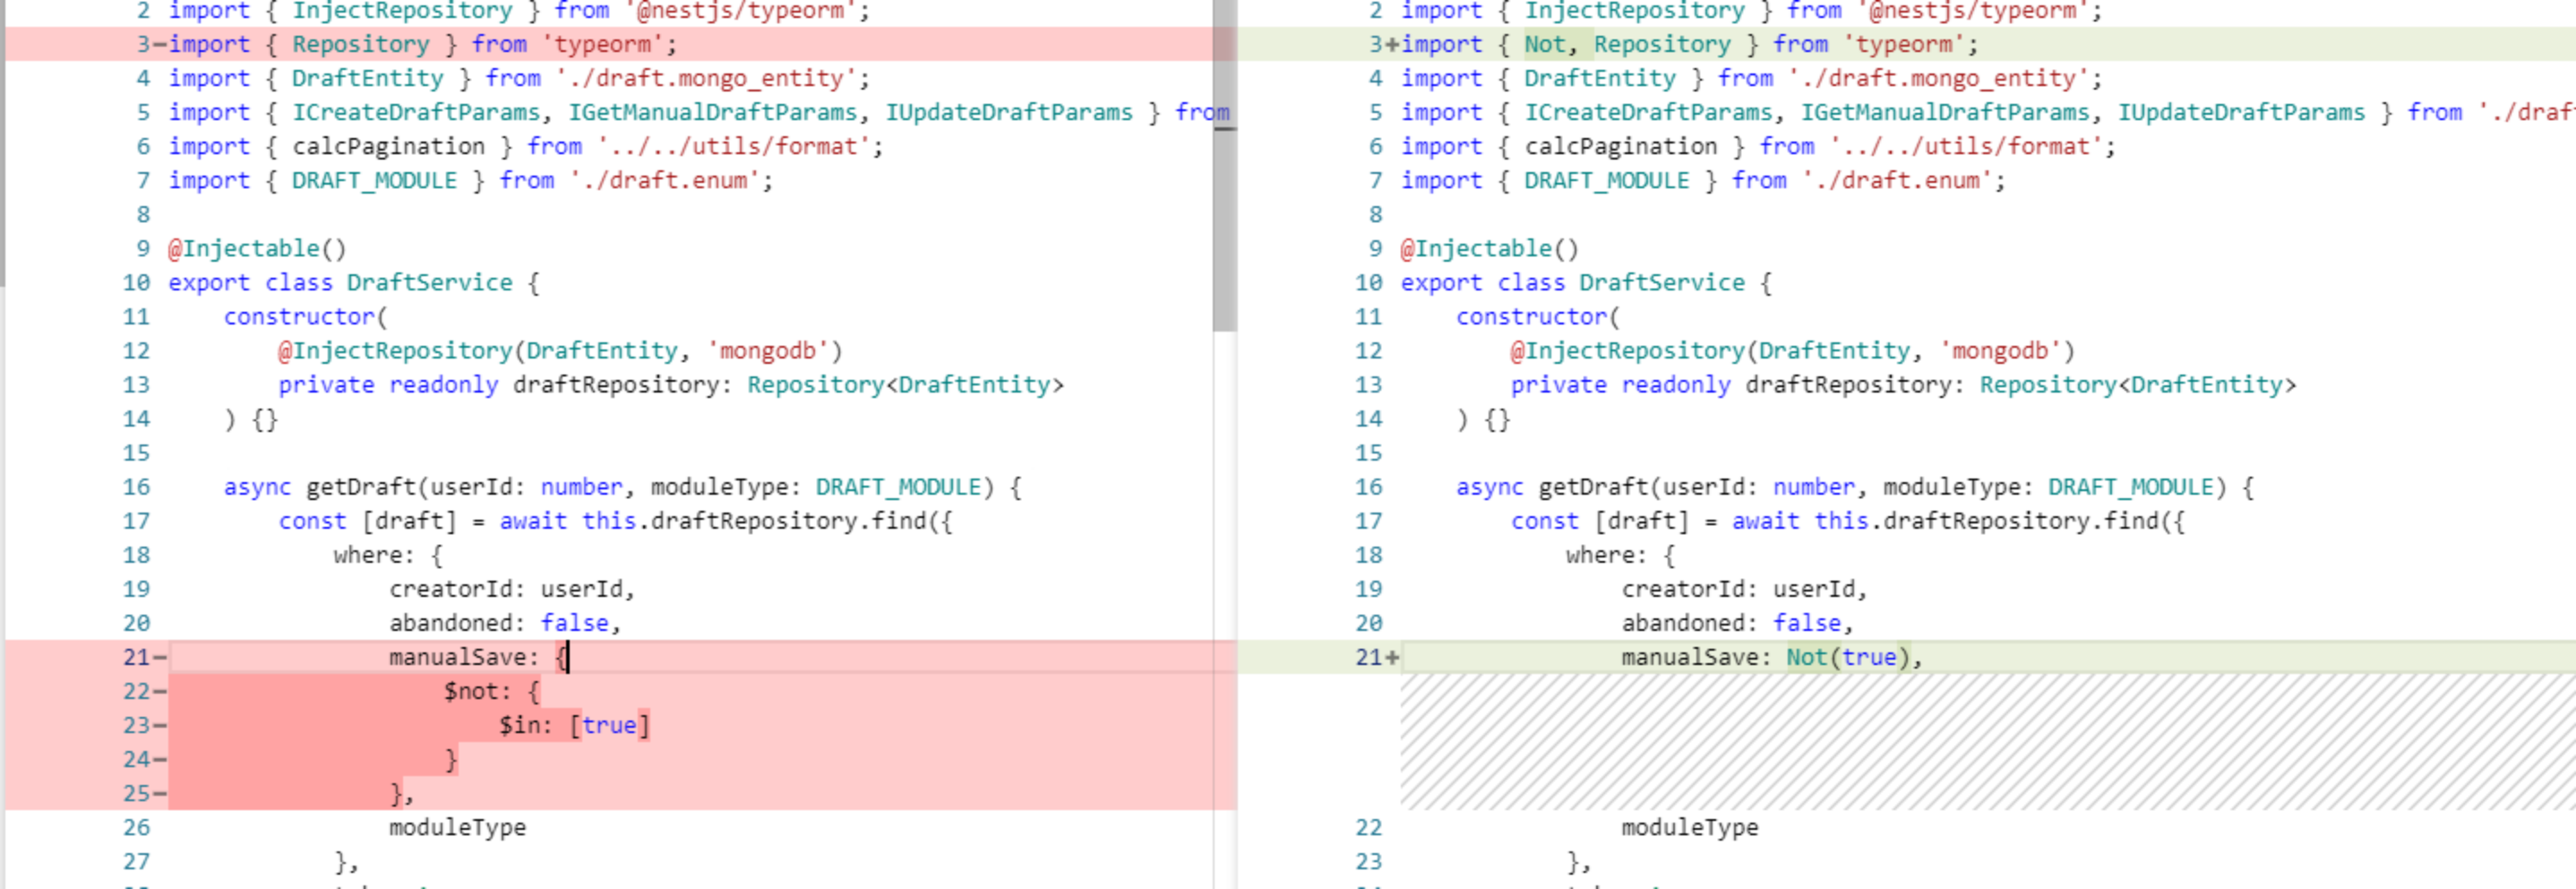 2 import { InjectRepository } from '@nestjs/typeorm';
3-import { Repository } from 'typeorm';
4 import { DraftEntity } from './draft.mongo_entity';
5 import { ICreateDraftParams, IGetManualDraftParams, IUpdateDraftParams } from
6 import { calcPagination } from '../../utils/format';
7 import { DRAFT_MODULE } from './draft.enum';
8
9 @Injectable()
10 export class DraftService {
11     constructor(
12         @InjectRepository(DraftEntity, 'mongodb')
13         private readonly draftRepository: Repository<DraftEntity>
14     ) {}
15
16     async getDraft(userId: number, moduleType: DRAFT_MODULE) {
17         const [draft] = await this.draftRepository.find({
18             where: {
19                 creatorId: userId,
20                 abandoned: false,
21-                manualSave: {
22-                    $not: {
23-                        $in: [true]
24-                    }
25-                },
26                 moduleType
27             },
2 import { InjectRepository } from '@nestjs/typeorm';
3+import { Not, Repository } from 'typeorm';
4 import { DraftEntity } from './draft.mongo_entity';
5 import { ICreateDraftParams, IGetManualDraftParams, IUpdateDraftParams } from './draf
6 import { calcPagination } from '../../utils/format';
7 import { DRAFT_MODULE } from './draft.enum';
8
9 @Injectable()
10 export class DraftService {
11     constructor(
12         @InjectRepository(DraftEntity, 'mongodb')
13         private readonly draftRepository: Repository<DraftEntity>
14     ) {}
15
16     async getDraft(userId: number, moduleType: DRAFT_MODULE) {
17         const [draft] = await this.draftRepository.find({
18             where: {
19                 creatorId: userId,
20                 abandoned: false,
21+                manualSave: Not(true),
22                 moduleType
23             },